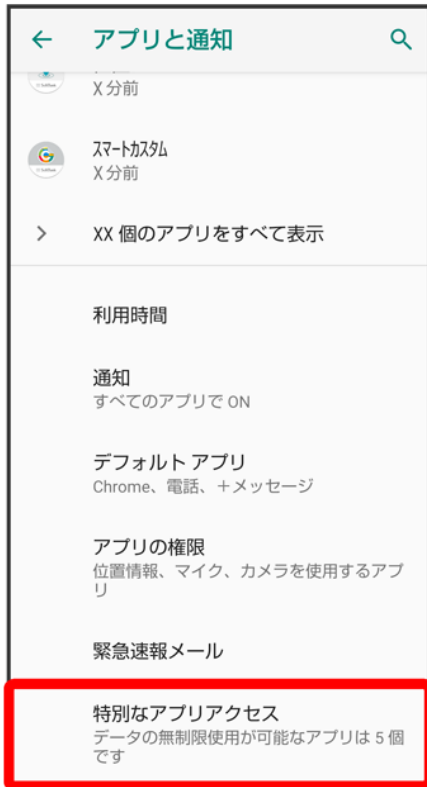 アプリと通知
X 分前
スマートカスタム
X 分前
XX 個のアプリをすべて表示
利用時間
通知
すべてのアプリで ON
デフォルト アプリ
Chrome、電話、+メッセージ
アプリの権限
位置情報、マイク、カメラを使用するアプ
リ
緊急速報メール
特別なアプリアクセス
データの無制限使用が可能なアプリは 5 個
です